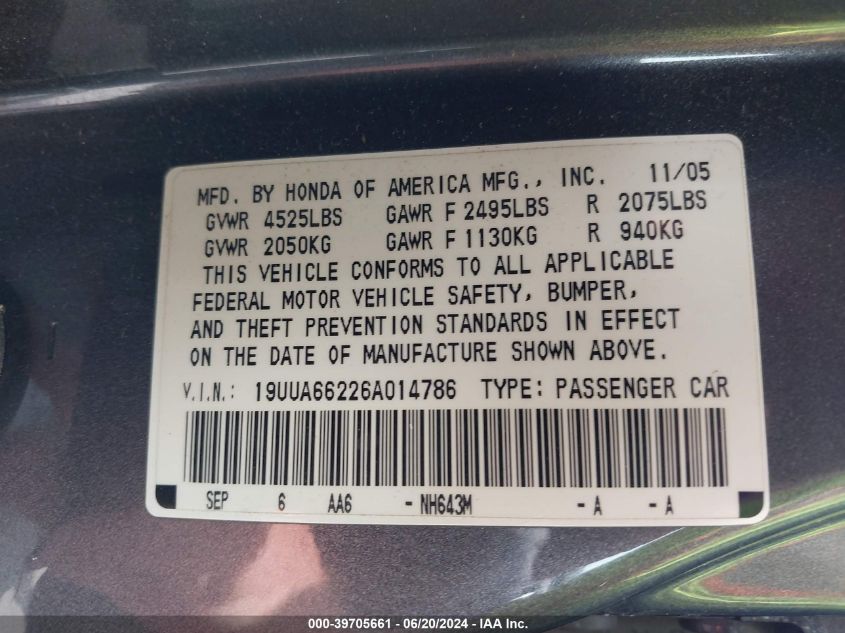 MFD. BY HONDA OF AMERICA MFG., INC. 11/05
GVWR 4525LBS GAWR F 2495LBS R 2075LBS
GVWR 2050KG GAWR F 1130KG R 940KG
THIS VEHICLE CONFORMS TO ALL APPLICABLE
FEDERAL MOTOR VEHICLE SAFETY, BUMPER,
AND THEFT PREVENTION STANDARDS IN EFFECT
ON THE DATE OF MANUFACTURE SHOWN ABOVE.
V.I.N.: 19UUA66226A014786 TYPE: PASSENGER CAR
SEP 6 AA6 - NH643M - A - A
000-39705661 / 06/20/2024 - IAA Inc.